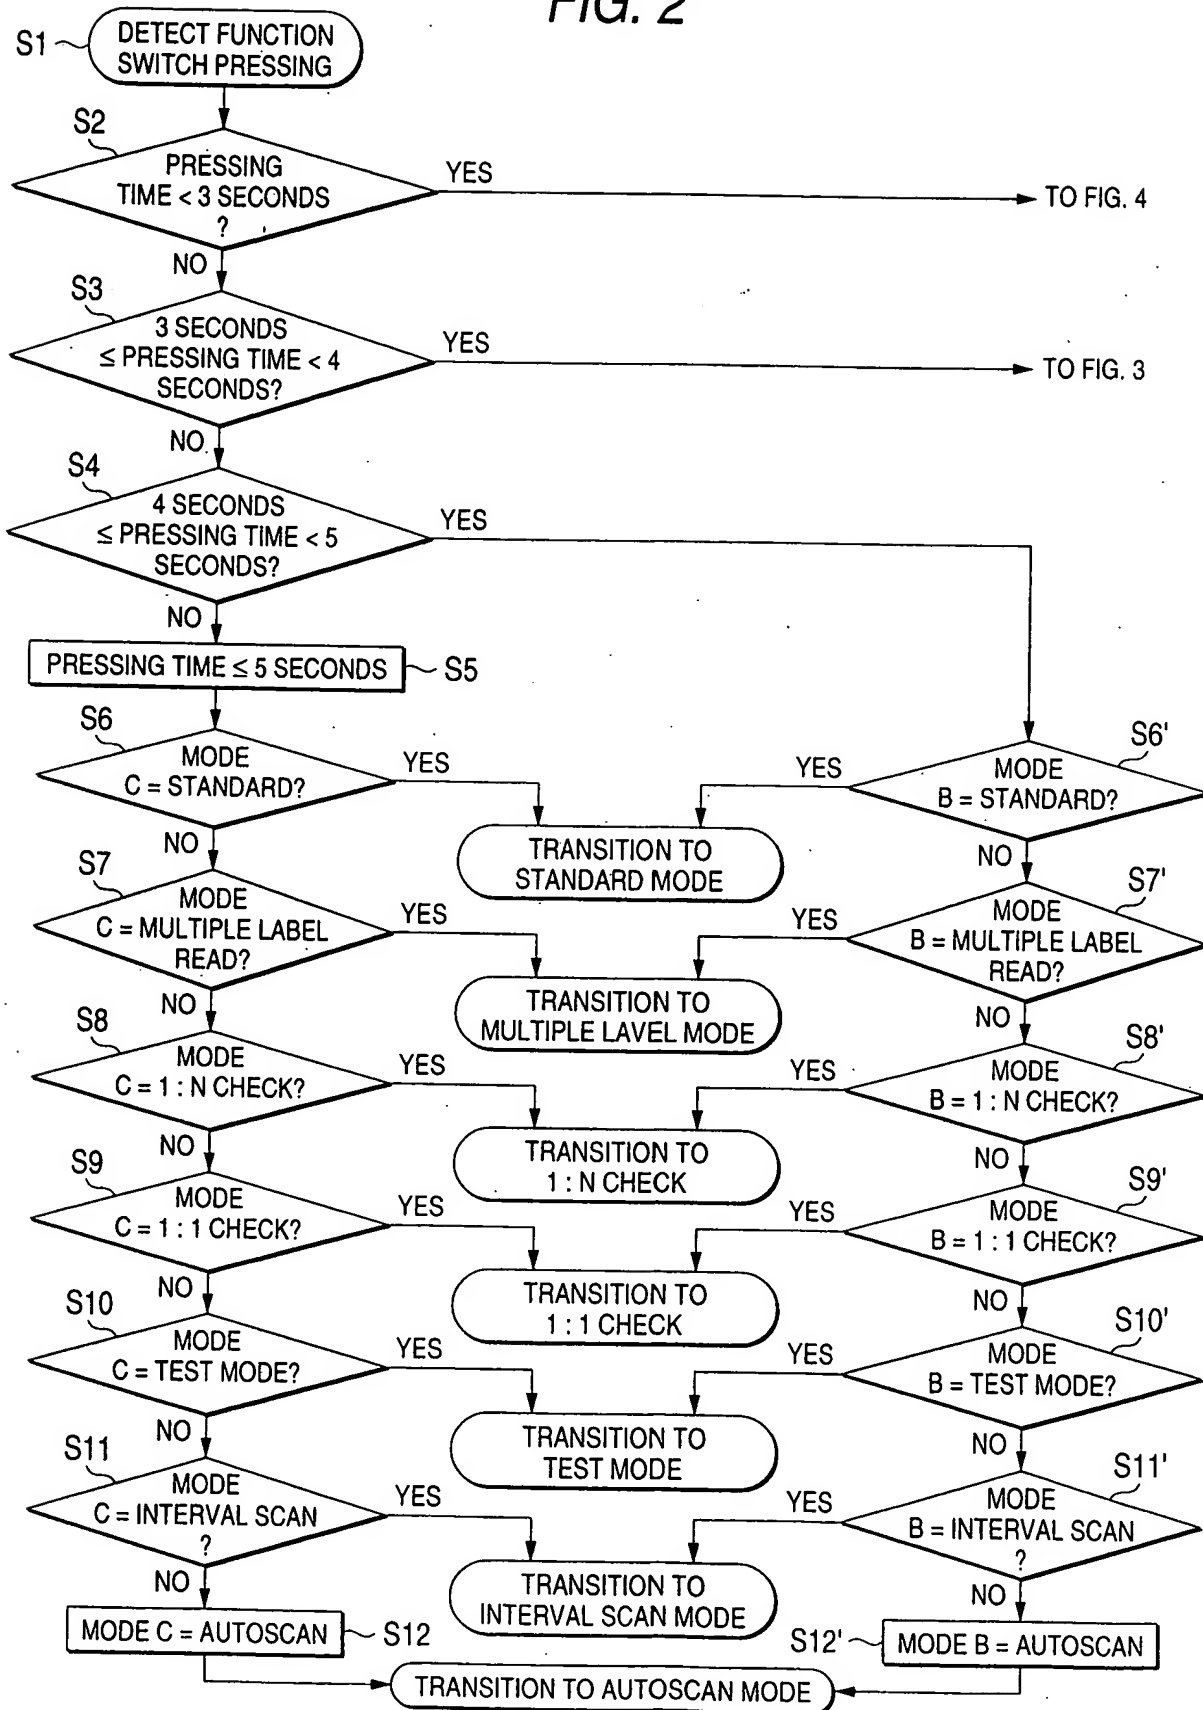 FIG. 2
S1
DETECT FUNCTION
SWITCH PRESSING
S2
PRESSING
TIME < 3 SECONDS
?
YES
TO FIG. 4
NO
S3
3 SECONDS
≤ PRESSING TIME < 4
SECONDS?
YES
TO FIG. 3
NO
S4
4 SECONDS
≤ PRESSING TIME < 5
SECONDS?
YES
NO
PRESSING TIME ≤ 5 SECONDS
S5
S6
MODE
C = STANDARD?
YES
YES
S6'
MODE
B = STANDARD?
TRANSITION TO
STANDARD MODE
NO
NO
S7
MODE
C = MULTIPLE LABEL
READ?
YES
YES
S7'
MODE
B = MULTIPLE LABEL
READ?
TRANSITION TO
MULTIPLE LAVEL MODE
NO
NO
S8
MODE
C = 1 : N CHECK?
YES
YES
S8'
MODE
B = 1 : N CHECK?
TRANSITION TO
1 : N CHECK
NO
NO
S9
MODE
C = 1 : 1 CHECK?
YES
YES
S9'
MODE
B = 1 : 1 CHECK?
TRANSITION TO
1 : 1 CHECK
NO
NO
S10
MODE
C = TEST MODE?
YES
YES
S10'
MODE
B = TEST MODE?
TRANSITION TO
TEST MODE
NO
NO
S11
MODE
C = INTERVAL SCAN
?
YES
YES
S11'
MODE
B = INTERVAL SCAN
?
TRANSITION TO
INTERVAL SCAN MODE
NO
NO
MODE C = AUTOSCAN
S12
S12'
MODE B = AUTOSCAN
TRANSITION TO AUTOSCAN MODE